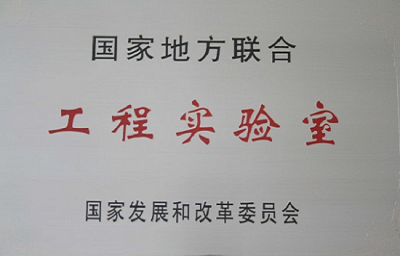 国家地方联合
工程实验室
国家发展和改革委员会